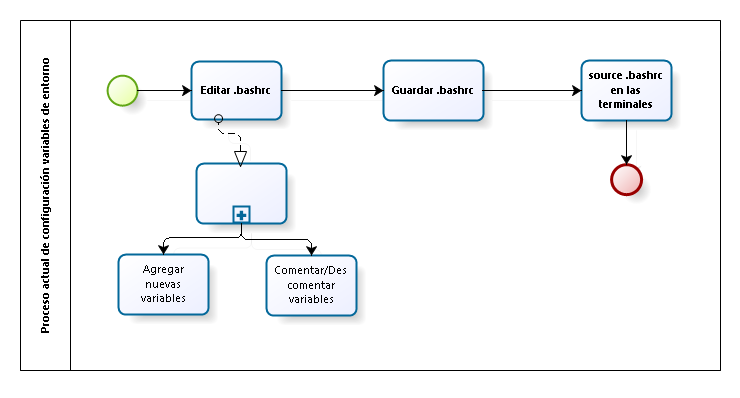 Proceso actual de configuración variables de entorno
Editar .bashrc
Guardar .bashrc
source .bashrc
en las
terminales
Agregar
nuevas
variables
Comentar/Des
comentar
variables